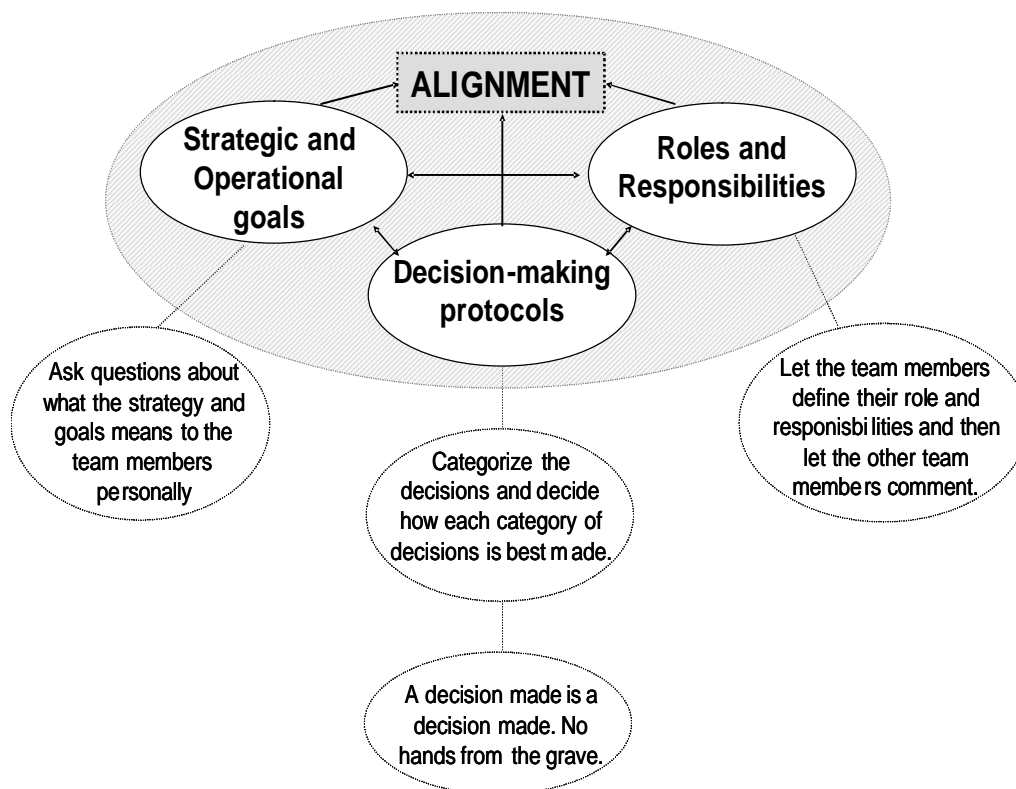 ALIGNMENT
Strategic and
Operational
goals
Roles and
Responsibilities
Decision-making
protocols
Ask questions about
what the strategy and
goals means to the
team members
personally
Let the team members
define their role and
responisbilities and then
let the other team
members comment.
Categorize the
decisions and decide
how each category of
decisions is best made.
A decision made is a
decision made. No
hands from the grave.